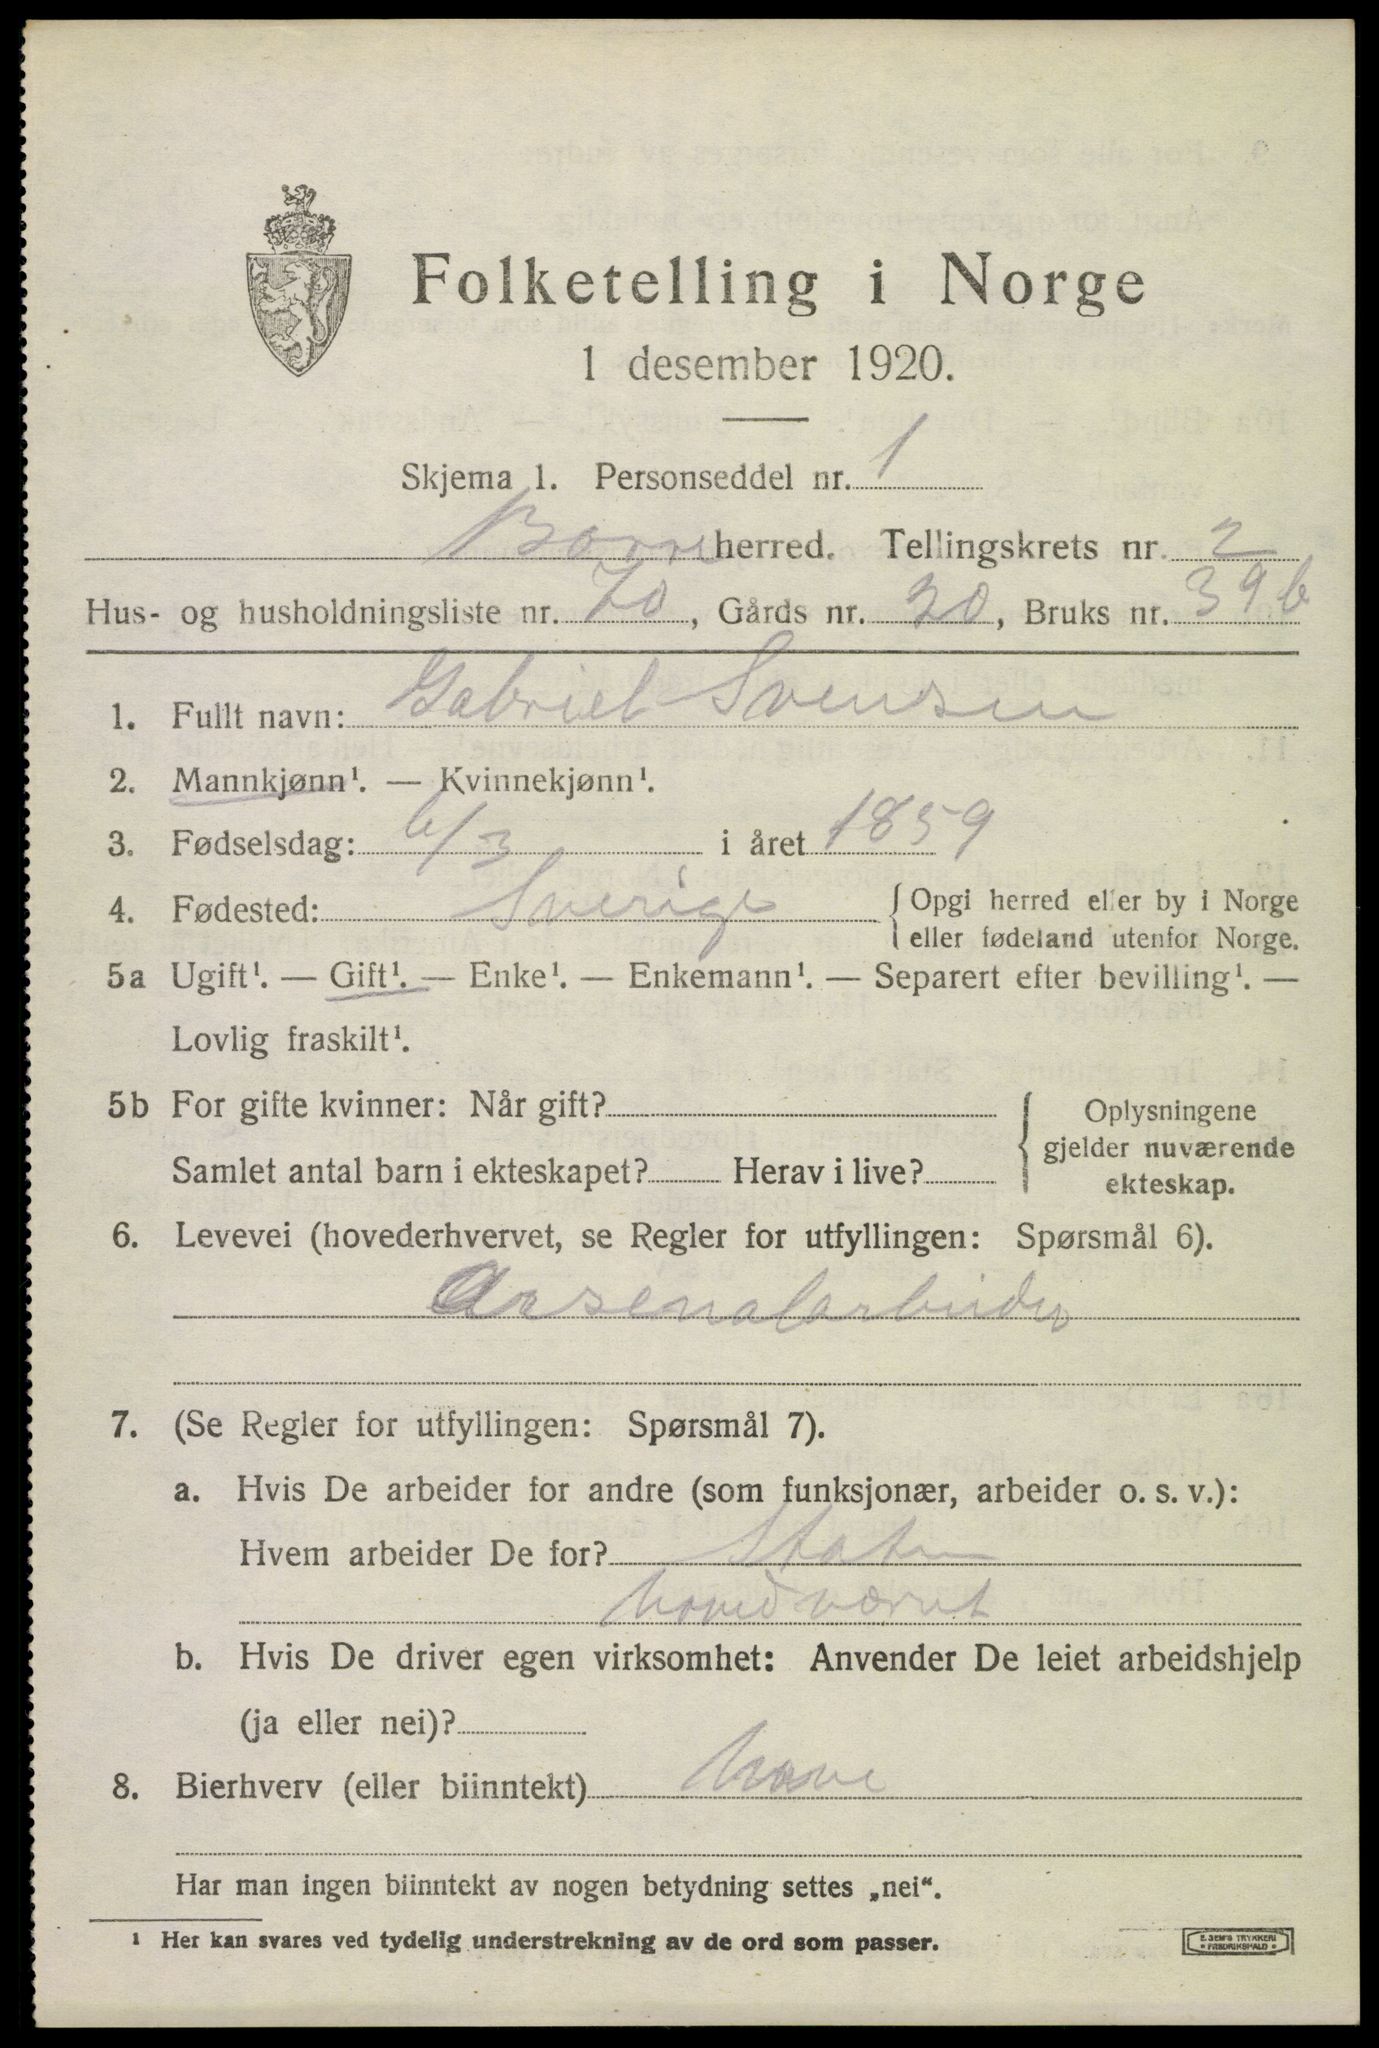 Folketelling i Norge
1 desember 1920.
Skjema 1. Personseddel nr. 1
Borre herred. Tellingskrets nr. 2
Hus- og husholdningsliste nr. 70, Gårds nr. 20, Bruks nr. 39 b
1. Fullt navn: Gabriel Svensen
2. Mannkjønn¹. — Kvinnekjønn¹.
3. Fødselsdag: 6/3 i året 1859
4. Fødested: Sverige { Opgi herred eller by i Norge
eller fødeland utenfor Norge.
5a Ugift¹. — Gift¹. — Enke¹. — Enkemann¹. — Separert efter bevilling¹. —
Lovlig fraskilt¹.
5b For gifte kvinner: Når gift? { Oplysningene
gjelder nuværende
Samlet antal barn i ekteskapet? Herav i live? ekteskap.
6. Levevei (hovederhvervet, se Regler for utfyllingen: Spørsmål 6).
Arsenalarbeider
7. (Se Regler for utfyllingen: Spørsmål 7).
a. Hvis De arbeider for andre (som funksjonær, arbeider o. s. v.):
Hvem arbeider De for? Staten
b. Hvis De driver egen virksomhet: Anvender De leiet arbeidshjelp
(ja eller nei)?
8. Bierhverv (eller biinntekt)
Har man ingen biinntekt av nogen betydning settes „nei“.
¹ Her kan svares ved tydelig understrekning av de ord som passer.
E. SEM'S TRYKKERI
FREDRIKSHALD